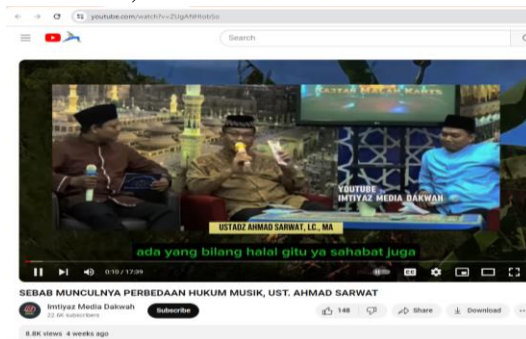 youtube.com/watch?v=ZUgANHtobSo
Search
KAJIAN MALAM KAMIS
YOUTUBE
IMTIYAZ MEDIA DAKWAH
USTADZ AHMAD SARWAT, LC., MA
ada yang bilang halal gitu ya sahabat juga
0:10 / 17:09
SEBAB MUNCULNYA PERBEDAAN HUKUM MUSIK, UST. AHMAD SARWAT
Imtiyaz Media Dakwah
22.6K subscribers
Subscribe
148
Share
Download
6.8K views 4 weeks ago